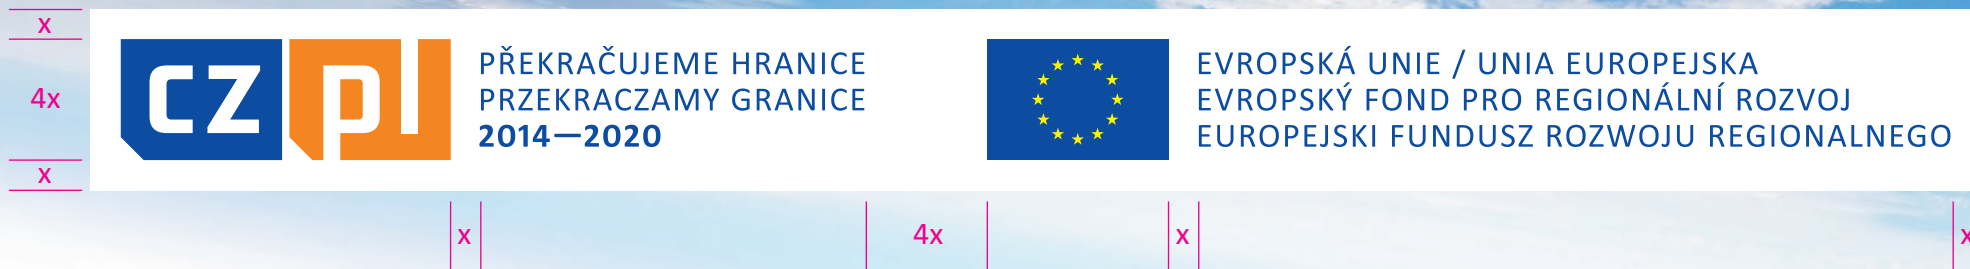 x
4x
x
cz pl
PŘEKRAČUJEME HRANICE
PRZEKRACZAMY GRANICE
2014—2020
EVROPSKÁ UNIE / UNIA EUROPEJSKA
EVROPSKÝ FOND PRO REGIONÁLNÍ ROZVOJ
EUROPEJSKI FUNDUSZ ROZWOJU REGIONALNEGO
x
4x
x
x